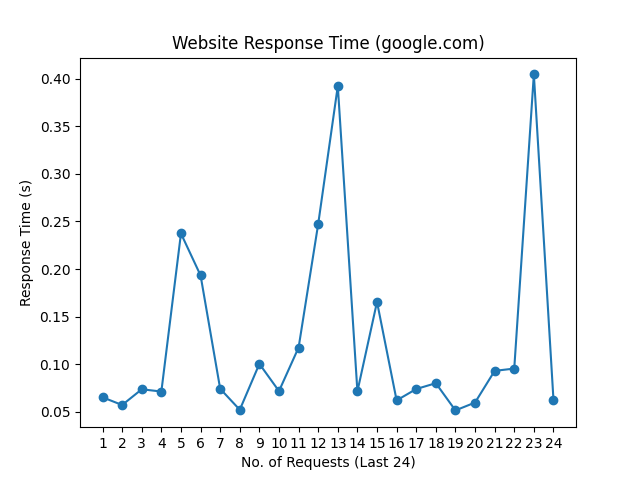 Website Response Time (google.com)
Response Time (s)
0.40
0.35
0.30
0.25
0.20
0.15
0.10
0.05
1 2 3 4 5 6 7 8 9 10 11 12 13 14 15 16 17 18 19 20 21 22 23 24
No. of Requests (Last 24)